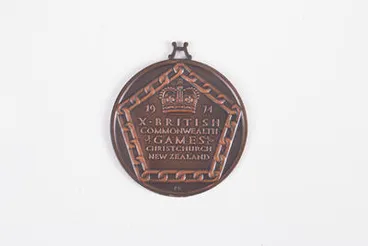 19 74
X·BRITISH
COMMONWEALTH
GAMES
CHRISTCHURCH
NEW ZEALAND